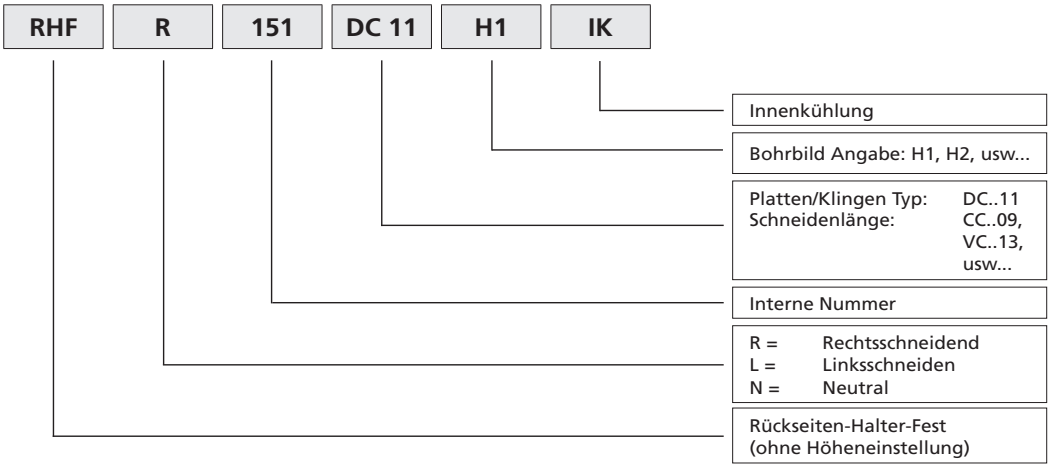 RHF R 151 DC 11 H1 IK
Innenkühlung
Bohrbild Angabe: H1, H2, usw...
Platten/Klingen Typ: DC..11
Schneidenlänge: CC..09,
VC..13,
usw...
Interne Nummer
R = Rechtsschneidend
L = Linksschneiden
N = Neutral
Rückseiten-Halter-Fest
(ohne Höheneinstellung)